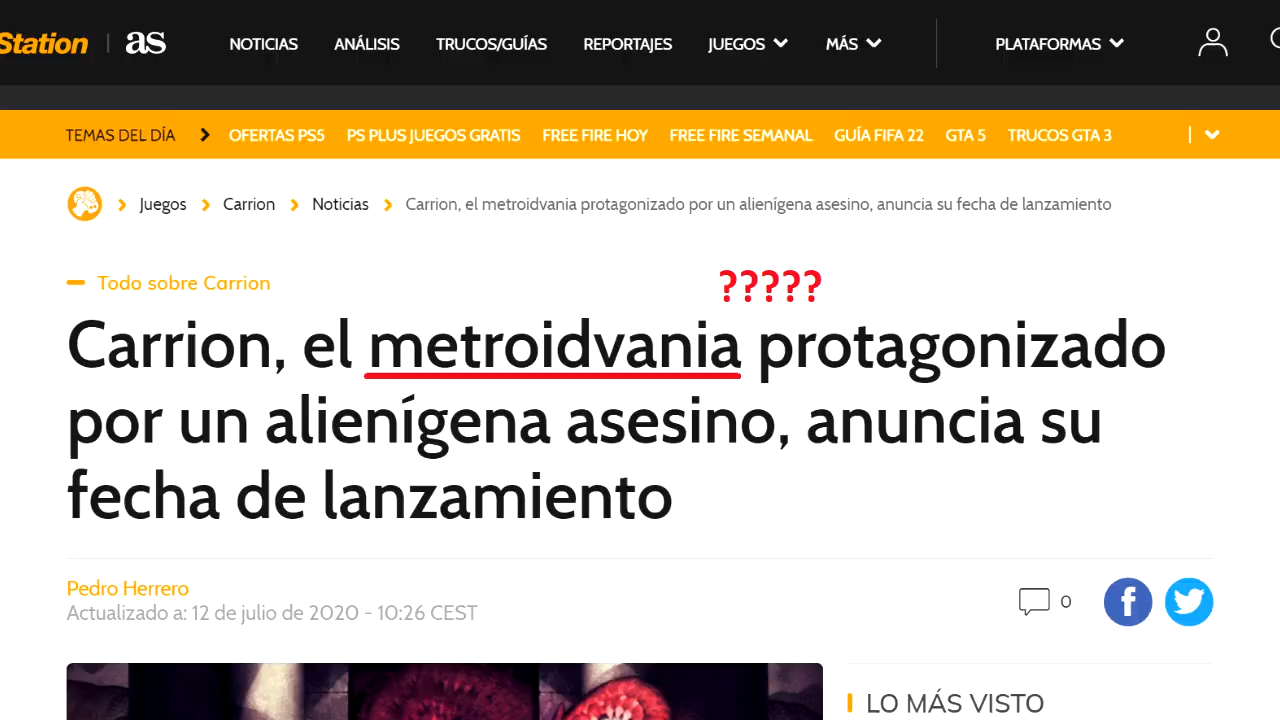 Station | as NOTICIAS ANÁLISIS TRUCOS/GUÍAS REPORTAJES JUEGOS MÁS PLATAFORMAS
TEMAS DEL DÍA OFERTAS PS5 PS PLUS JUEGOS GRATIS FREE FIRE HOY FREE FIRE SEMANAL GUÍA FIFA 22 GTA 5 TRUCOS GTA 3 |
Juegos Carrion Noticias Carrion, el metroidvania protagonizado por un alienígena asesino, anuncia su fecha de lanzamiento
Todo sobre Carrion
?????
Carrion, el metroidvania protagonizado
por un alienígena asesino, anuncia su
fecha de lanzamiento
Pedro Herrero
Actualizado a: 12 de julio de 2020 - 10:26 CEST
0
LO MÁS VISTO